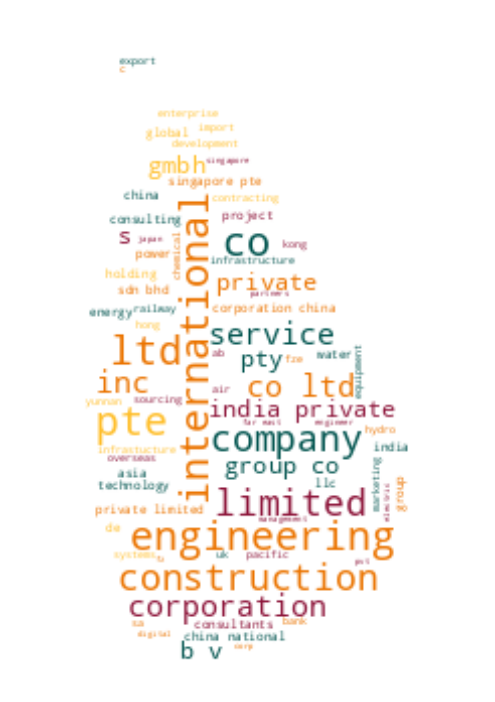 export
c
enterprise
import
global
development
gmbh
singapore
singapore pte
china
contracting
consulting
project
s
japan
co
kong
power
chemical
infrastructure
holding
private
sdn bhd
partners
international
energy
railway
corporation china
hong
service
ltd
ab
pty
fze
water
equipment
inc
air
co ltd
yunnan
sourcing
india private
pte
far east
engineer
hydro
company
infrastucture
overseas
india
group co
asia
technology
llc
marketing
electric
group
limited
private limited
management
de
engineering
systems
uk
pacific
pvt
construction
corporation
sa
consultants
bank
digital
china national
b v
corp